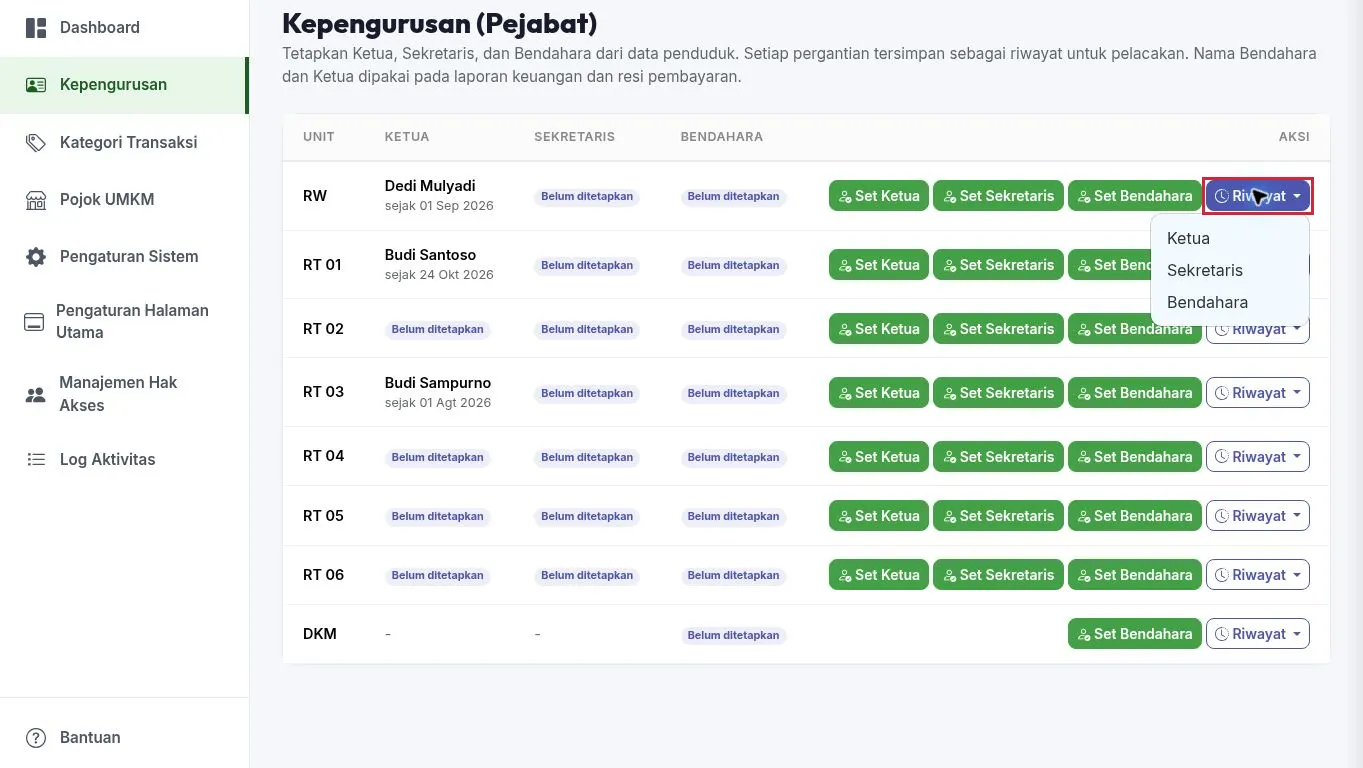 Dashboard
Kepengurusan
Kategori Transaksi
Pojok UMKM
Pengaturan Sistem
Pengaturan Halaman
Utama
Manajemen Hak
Akses
Log Aktivitas
Bantuan
Kepengurusan (Pejabat)
Tetapkan Ketua, Sekretaris, dan Bendahara dari data penduduk. Setiap pergantian tersimpan sebagai riwayat untuk pelacakan. Nama Bendahara
dan Ketua dipakai pada laporan keuangan dan resi pembayaran.
UNIT KETUA SEKRETARIS BENDAHARA AKSI
RW Dedi Mulyadi Belum ditetapkan Belum ditetapkan Set Ketua Set Sekretaris Set Bendahara Riwayat
sejak 01 Sep 2026
Ketua
Sekretaris
Bendahara
RT 01 Budi Santoso Belum ditetapkan Belum ditetapkan Set Ketua Set Sekretaris Set
sejak 24 Okt 2026
RT 02 Belum ditetapkan Belum ditetapkan Belum ditetapkan Set Ketua Set Sekretaris Set Bendahara Riwayat
RT 03 Budi Sampurno Belum ditetapkan Belum ditetapkan Set Ketua Set Sekretaris Set Bendahara Riwayat
sejak 01 Agt 2026
RT 04 Belum ditetapkan Belum ditetapkan Belum ditetapkan Set Ketua Set Sekretaris Set Bendahara Riwayat
RT 05 Belum ditetapkan Belum ditetapkan Belum ditetapkan Set Ketua Set Sekretaris Set Bendahara Riwayat
RT 06 Belum ditetapkan Belum ditetapkan Belum ditetapkan Set Ketua Set Sekretaris Set Bendahara Riwayat
DKM - - Belum ditetapkan Set Bendahara Riwayat